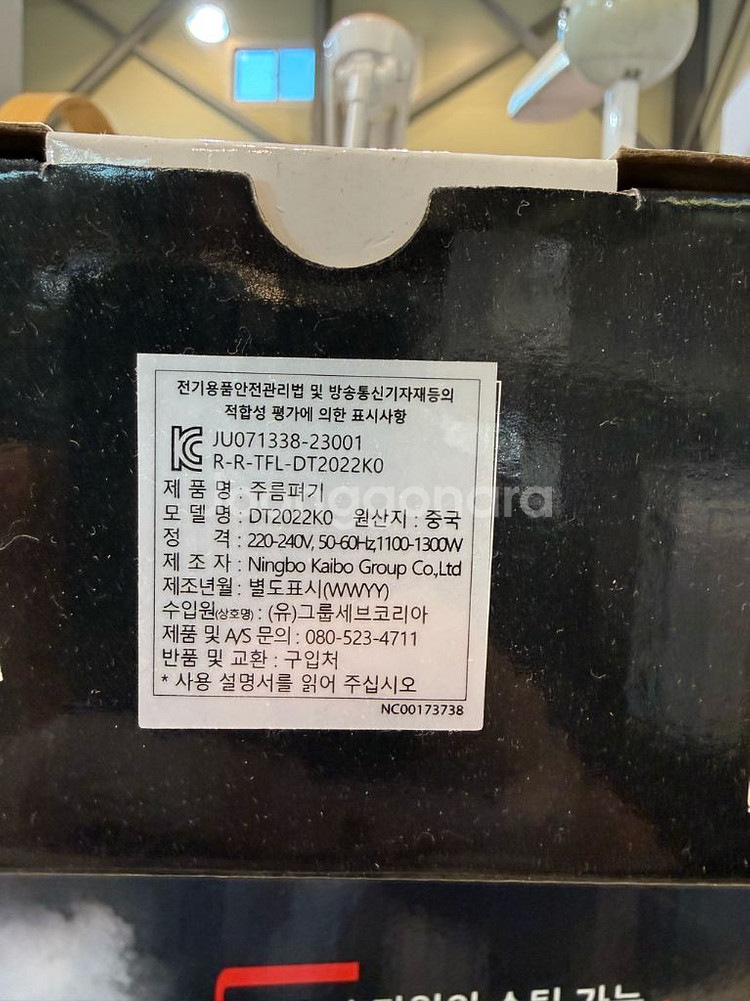 전기용품안전관리법 및 방송통신기자재등의
적합성 평가에 의한 표시사항
JU071338-23001
R-R-TFL-DT2022K0
제 품 명 : 주름펴기
모 델 명 : DT2022K0 원산지 : 중국
정 격 : 220-240V, 50-60Hz,1100-1300W
제 조 자 : Ningbo Kaibo Group Co.,Ltd
제조년월 : 별도표시(WWYY)
수입원(상호명) : (유)그룹세브코리아
제품 및 A/S 문의 : 080-523-4711
반품 및 교환 : 구입처
* 사용 설명서를 읽어 주십시오
NC00173738